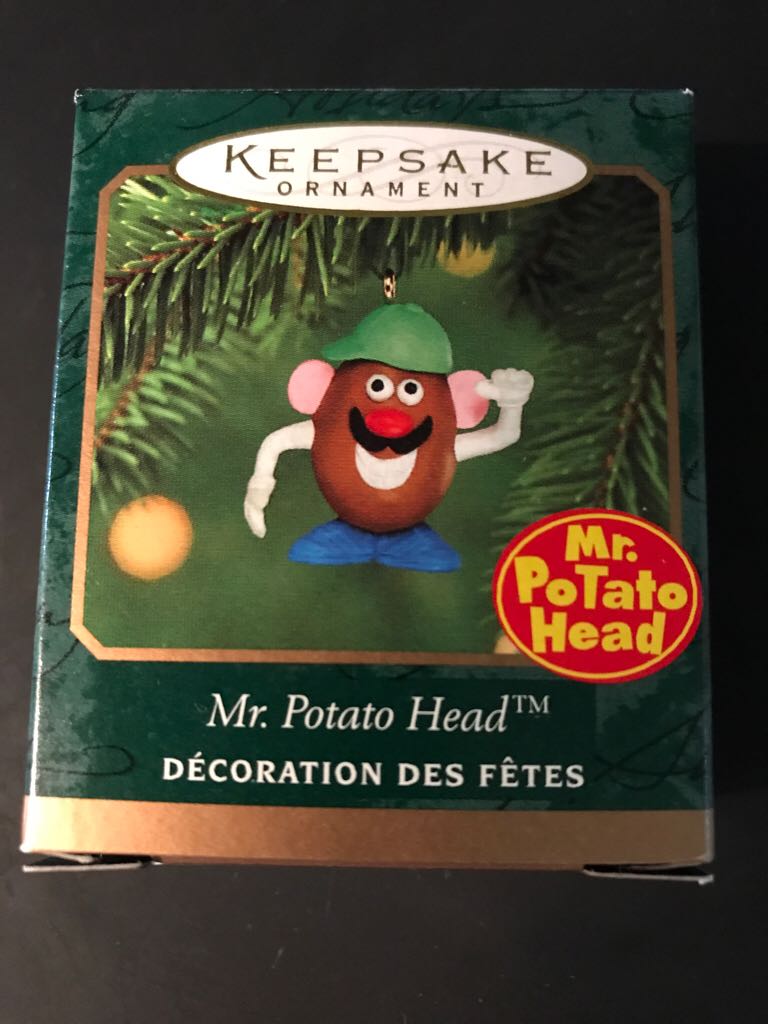 KEEPSAKE
ORNAMENT
Mr.
PoTaTo
Head
Mr. Potato Head™
DÉCORATION DES FÊTES